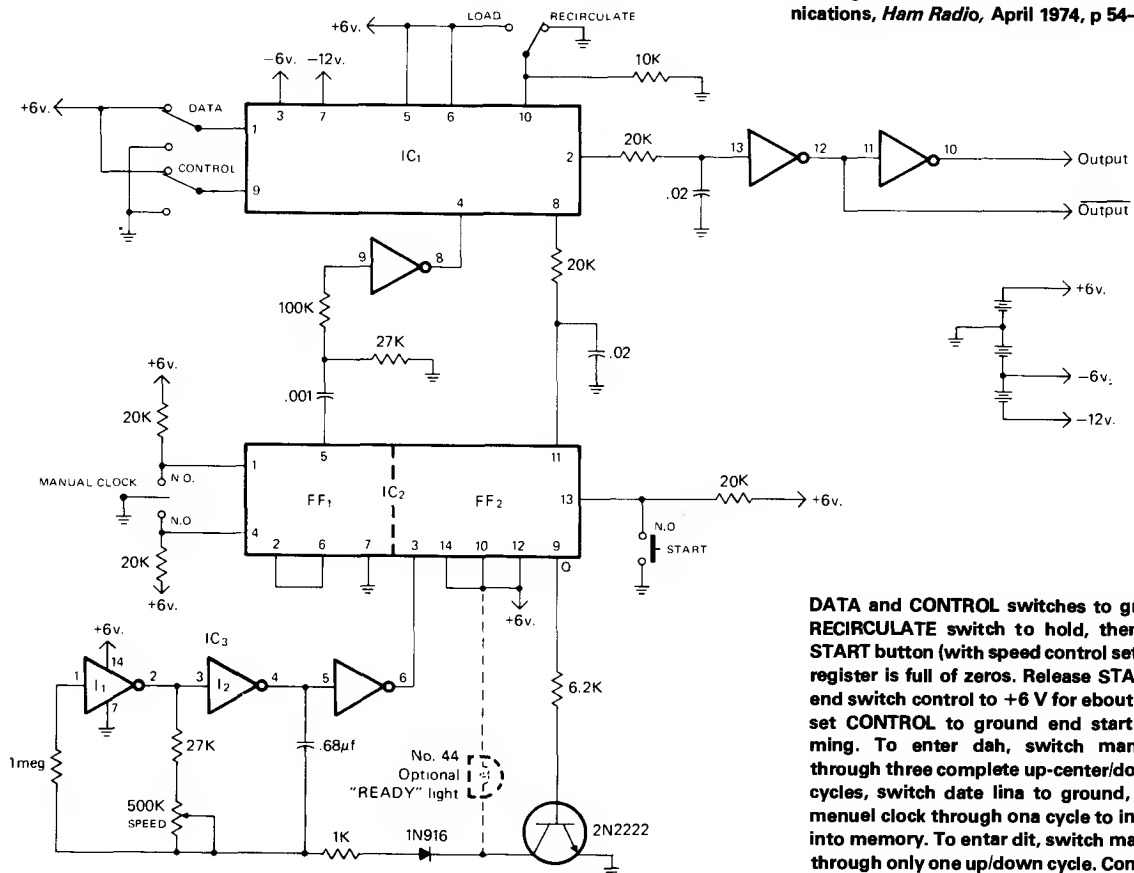 nications, Ham Radio, April 1974, p 54–
LOAD RECIRCULATE
+6v.
−6v. −12v.
10K
+6v. DATA
3 7 5 6 10
1
IC1
2
20K
13 12 11 10 Output
CONTROL
9
.02
Output
4 8
9 8
20K
+6v.
100K
27K
.02
+6v.
.001
−6v.
−12v.
20K
5 11
1
MANUAL CLOCK N.O.
FF1 IC2 FF2
13
20K
+6v.
N.O
4
N.O
START
2 6 7 3 14 10 12 9
Q
20K
+6v.
+6v.
+6v.
IC3
14
1 I1 2 3 I2 4 5 6
7
6.2K
27K
.68µf
1meg
No. 44
Optional
"READY" light
500K
SPEED
1K 1N916
2N2222
DATA and CONTROL switches to gr
RECIRCULATE switch to hold, then
START button (with speed control set
register is full of zeros. Release STA
end switch control to +6 V for ebout
set CONTROL to ground end start
ming. To enter dah, switch man
through three complete up-center/do
cycles, switch date lina to ground,
menuel clock through ona cycle to in
into memory. To entar dit, switch ma
through only one up/down cycle. Con